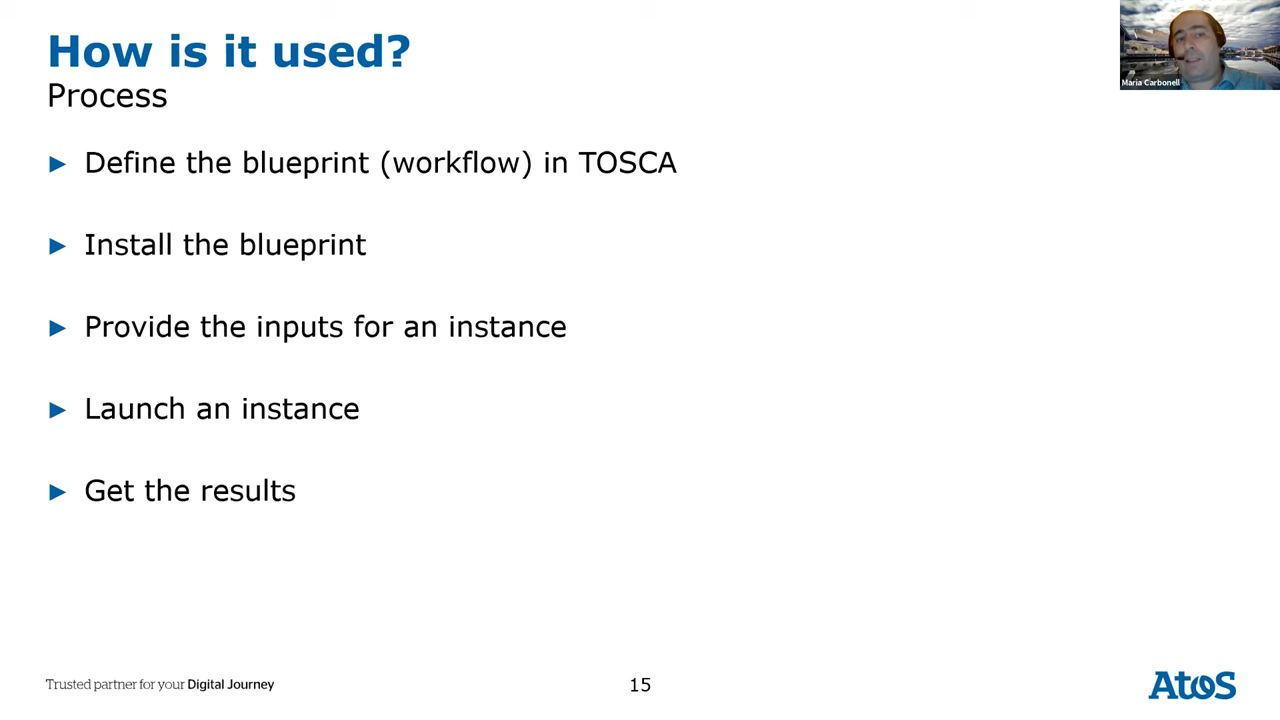 How is it used?
Process
► Define the blueprint (workflow) in TOSCA
► Install the blueprint
► Provide the inputs for an instance
► Launch an instance
► Get the results
Maria Carbonell
Trusted partner for your Digital Journey
15
Atos